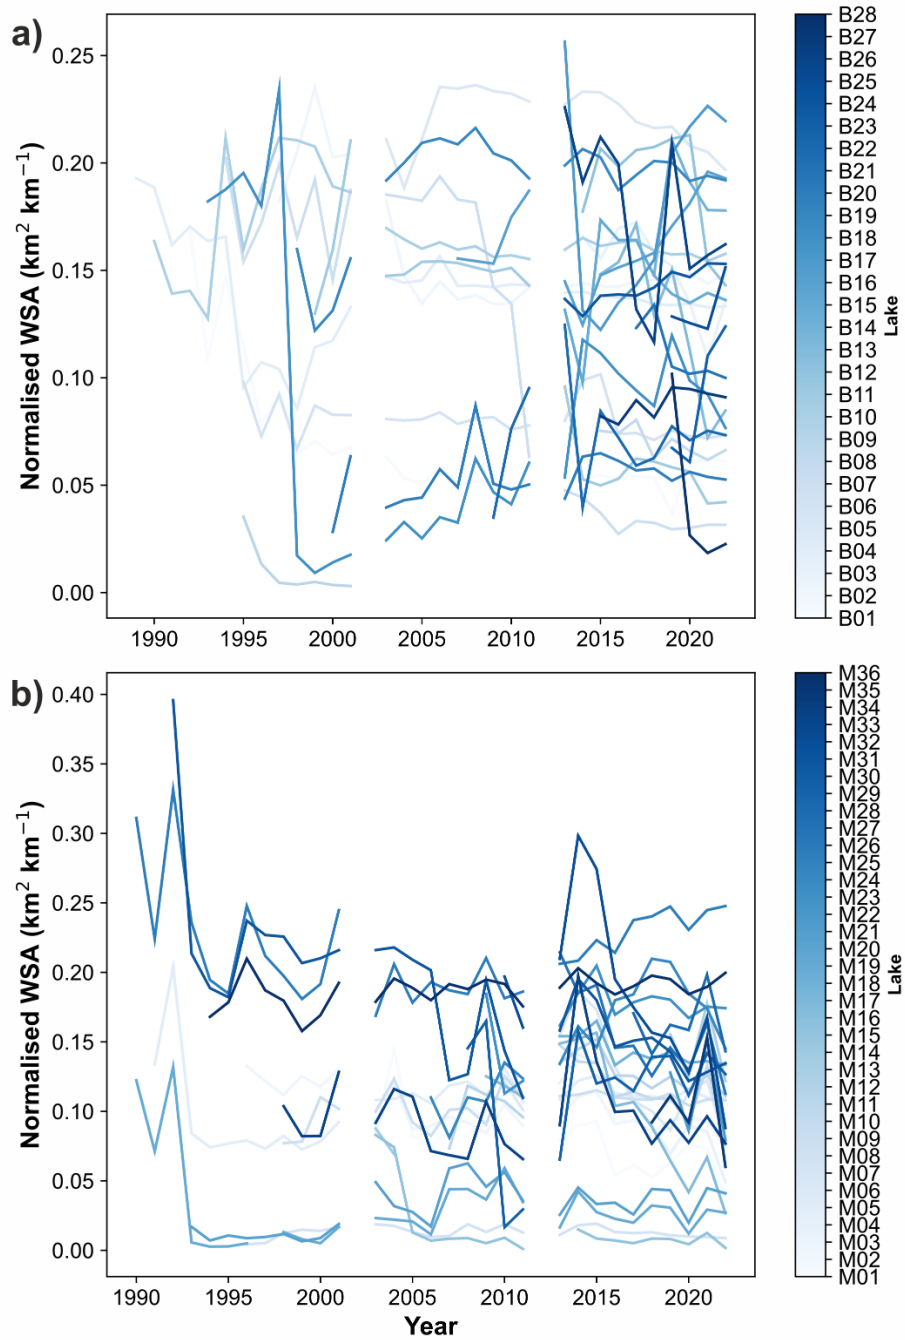 a)
Normalised WSA (km² km⁻¹)
0.25
0.20
0.15
0.10
0.05
0.00
1990 1995 2000 2005 2010 2015 2020
B28
B27
B26
B25
B24
B23
B22
B21
B20
B19
B18
B16
B15
B14
B13
B12
B11
B10
B09
B07
B06
B05
B04
B03
B02
B01
Lake
b)
Normalised WSA (km² km⁻¹)
0.40
0.35
0.30
0.25
0.20
0.15
0.10
0.05
0.00
1990 1995 2000 2005 2010 2015 2020
Year
M36
M35
M34
M33
M32
M31
M30
M29
M28
M27
M26
M24
M23
M22
M20
M19
M18
M17
M16
M15
M14
M13
M12
M11
M10
M09
M08
M07
M06
M05
M04
M03
M02
M01
Lake